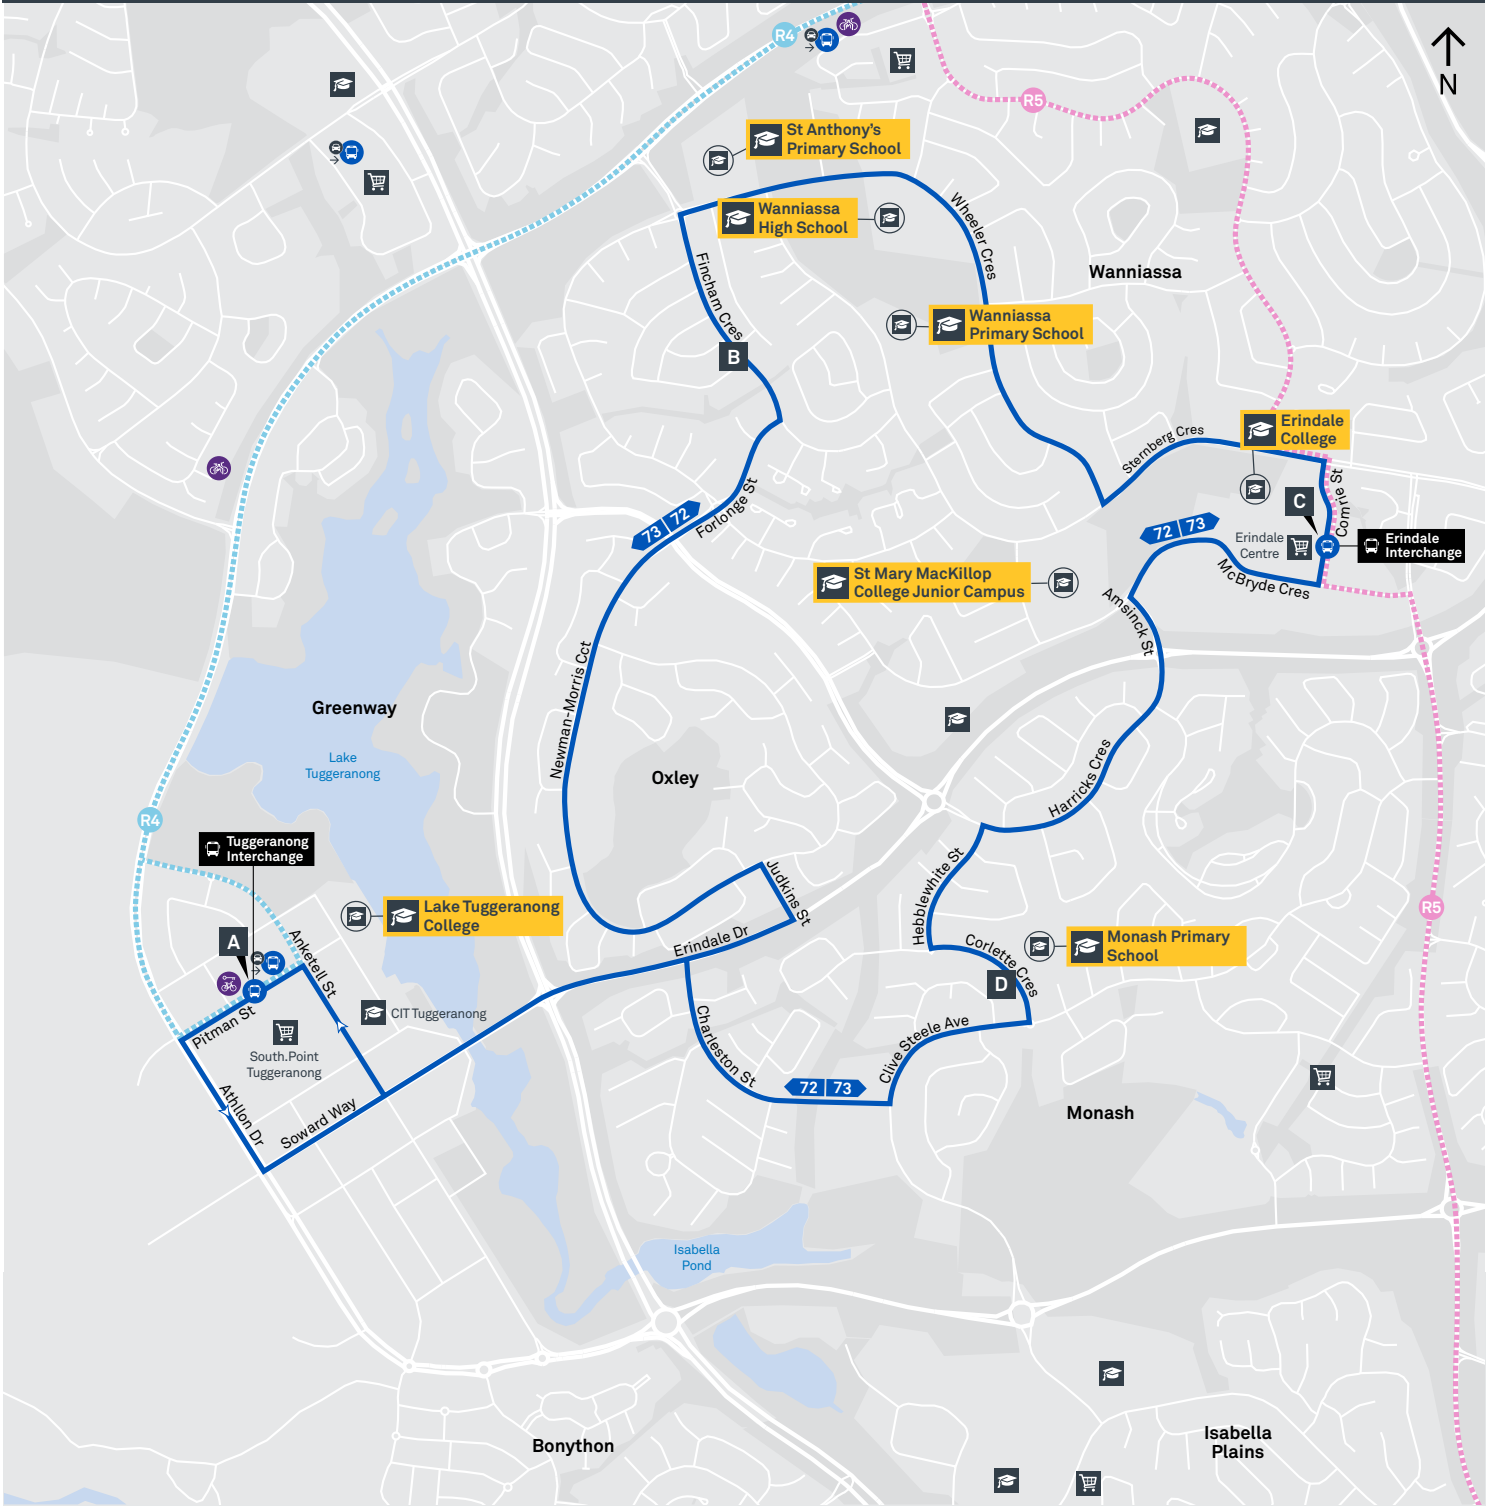 N
R4
R5
St Anthony's
Primary School
Wanniassa
High School
Wheeler Cres
Wanniassa
Fincham Cres
Wanniassa
Primary School
B
Erindale
College
Sternberg Cres
Comrie St
C
73 72
Forlonge St
72 73
Erindale
Centre
Erindale
Interchange
McBryde Cres
St Mary MacKillop
College Junior Campus
Amsinck St
Greenway
Newman-Morris Cct
Lake
Tuggeranong
Oxley
Harricks Cres
R4
Tuggeranong
Interchange
Judkins St
Hebblewhite St
R5
Lake Tuggeranong
College
A
Anketell St
Erindale Dr
Corlette Cres
Monash Primary
School
D
Pitman St
CIT Tuggeranong
South.Point
Tuggeranong
Charleston St
Clive Steele Ave
72 73
Athllon Dr
Soward Way
Monash
Isabella
Pond
Bonython
Isabella
Plains